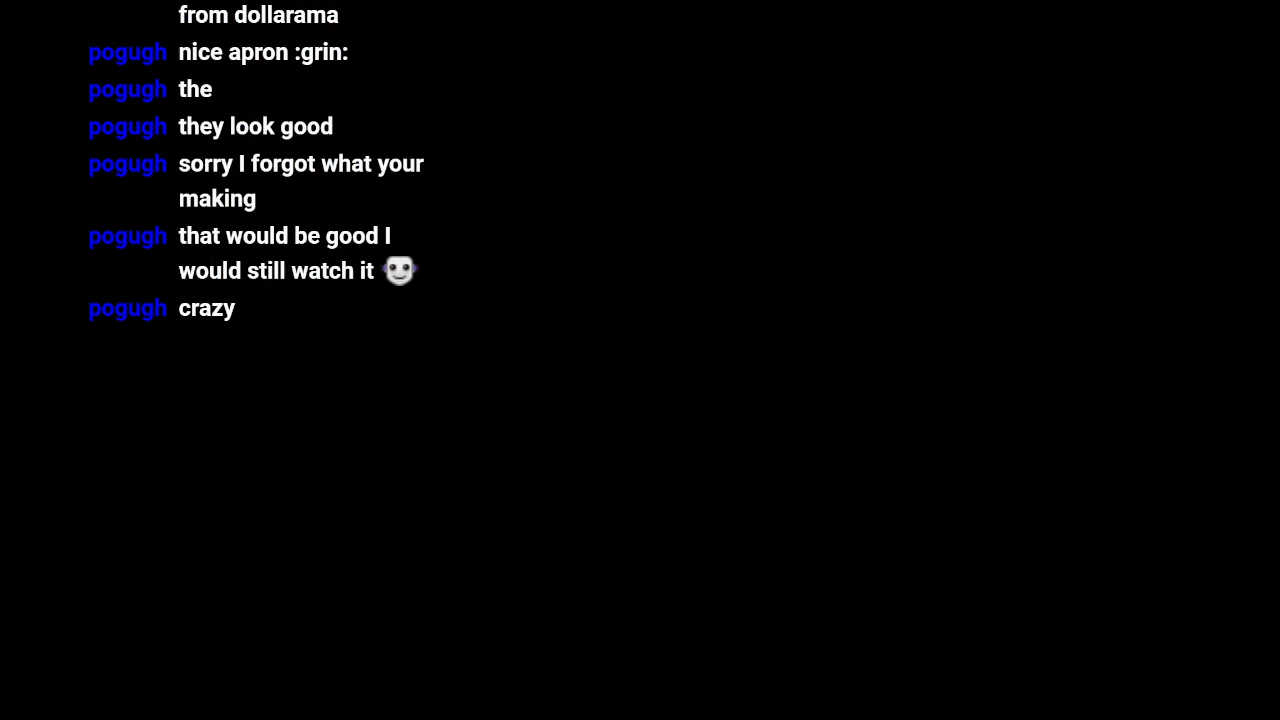 from dollarama
pogugh nice apron :grin:
pogugh the
pogugh they look good
pogugh sorry I forgot what your
making
pogugh that would be good I
would still watch it
pogugh crazy